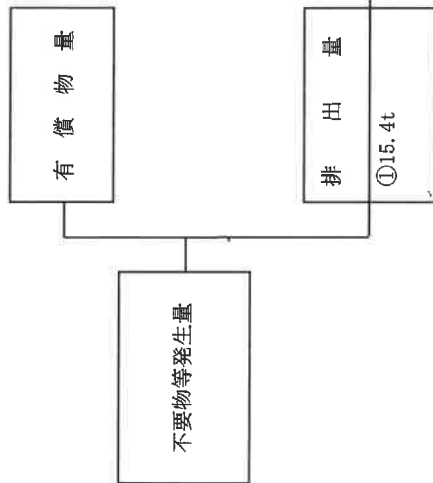 有償物量
排出量
①15.4t
不要物等発生量